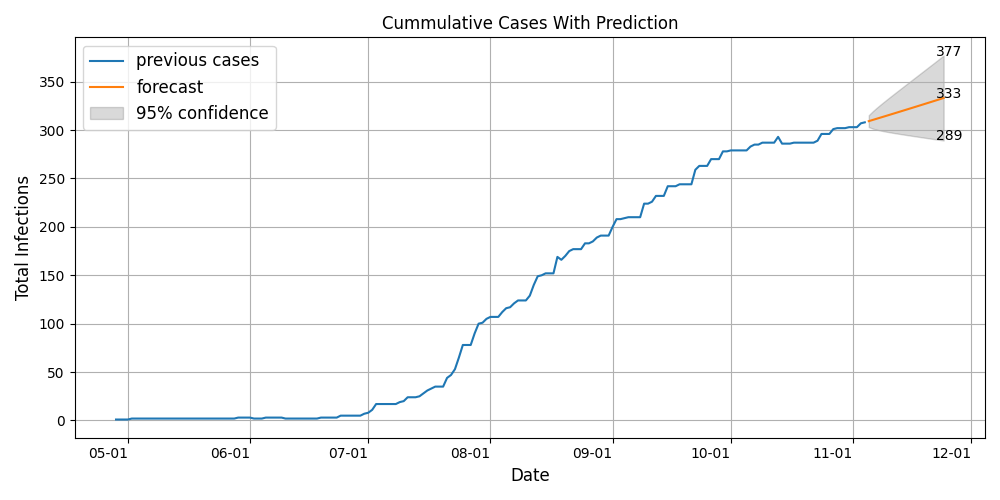 Cummulative Cases With Prediction
previous cases
forecast
95% confidence
377
333
289
350
300
250
200
150
100
50
0
Total Infections
05-01 06-01 07-01 08-01 09-01 10-01 11-01 12-01
Date